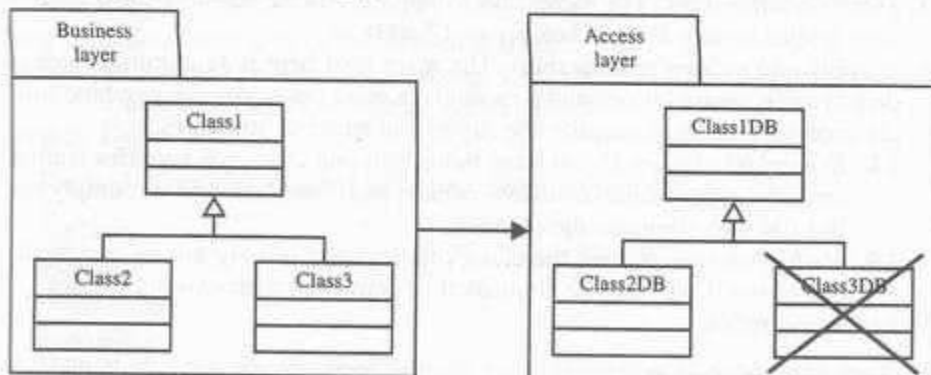 Business
layer
Class1
Class2
Class3
Access
layer
Class1DB
Class2DB
Class3DB